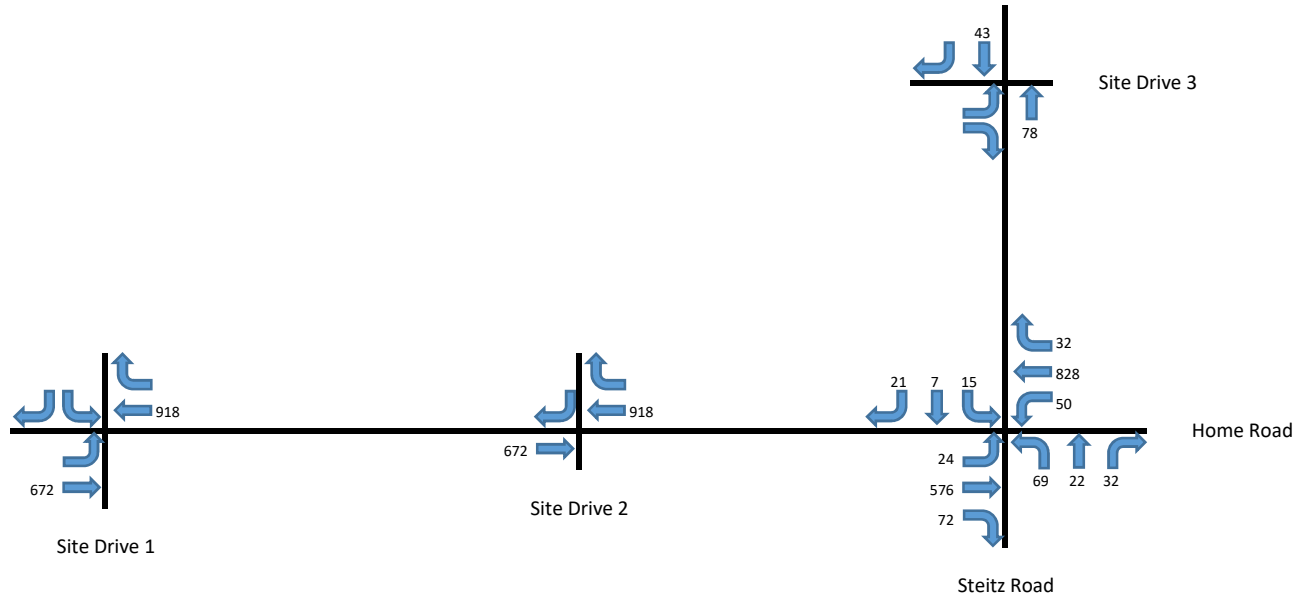 43
Site Drive 3
78
32
21 7 15
828
918
918
50
Home Road
672
24
672
576
69 22 32
Site Drive 2
72
Site Drive 1
Steitz Road